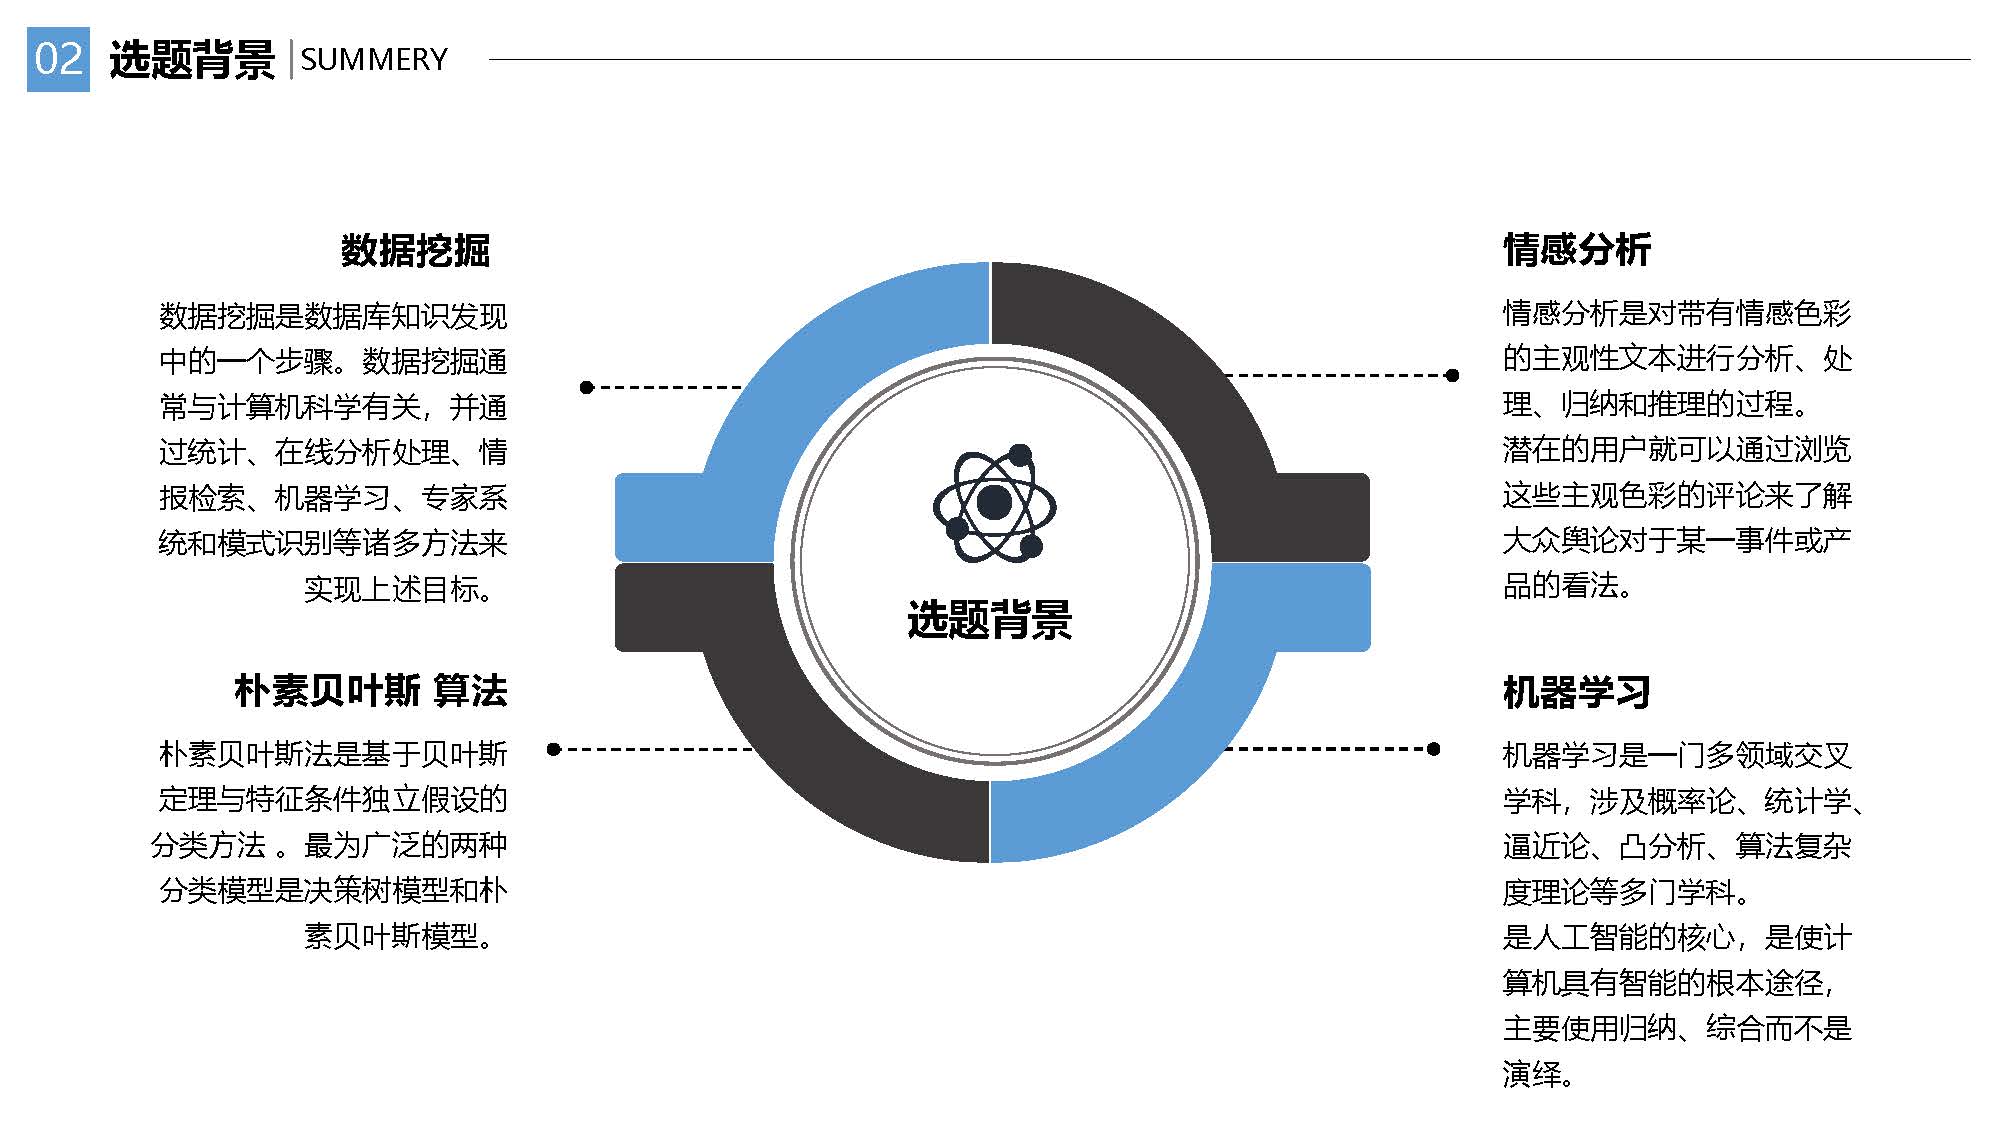 02 选题背景 SUMMERY
数据挖掘
数据挖掘是数据库知识发现
中的一个步骤。数据挖掘通
常与计算机科学有关，并通
过统计、在线分析处理、情
报检索、机器学习、专家系
统和模式识别等诸多方法来
实现上述目标。
朴素贝叶斯 算法
朴素贝叶斯法是基于贝叶斯
定理与特征条件独立假设的
分类方法 。最为广泛的两种
分类模型是决策树模型和朴
素贝叶斯模型。
选题背景
情感分析
情感分析是对带有情感色彩
的主观性文本进行分析、处
理、归纳和推理的过程。
潜在的用户就可以通过浏览
这些主观色彩的评论来了解
大众舆论对于某一事件或产
品的看法。
机器学习
机器学习是一门多领域交叉
学科，涉及概率论、统计学、
逼近论、凸分析、算法复杂
度理论等多门学科。
是人工智能的核心，是使计
算机具有智能的根本途径，
主要使用归纳、综合而不是
演绎。